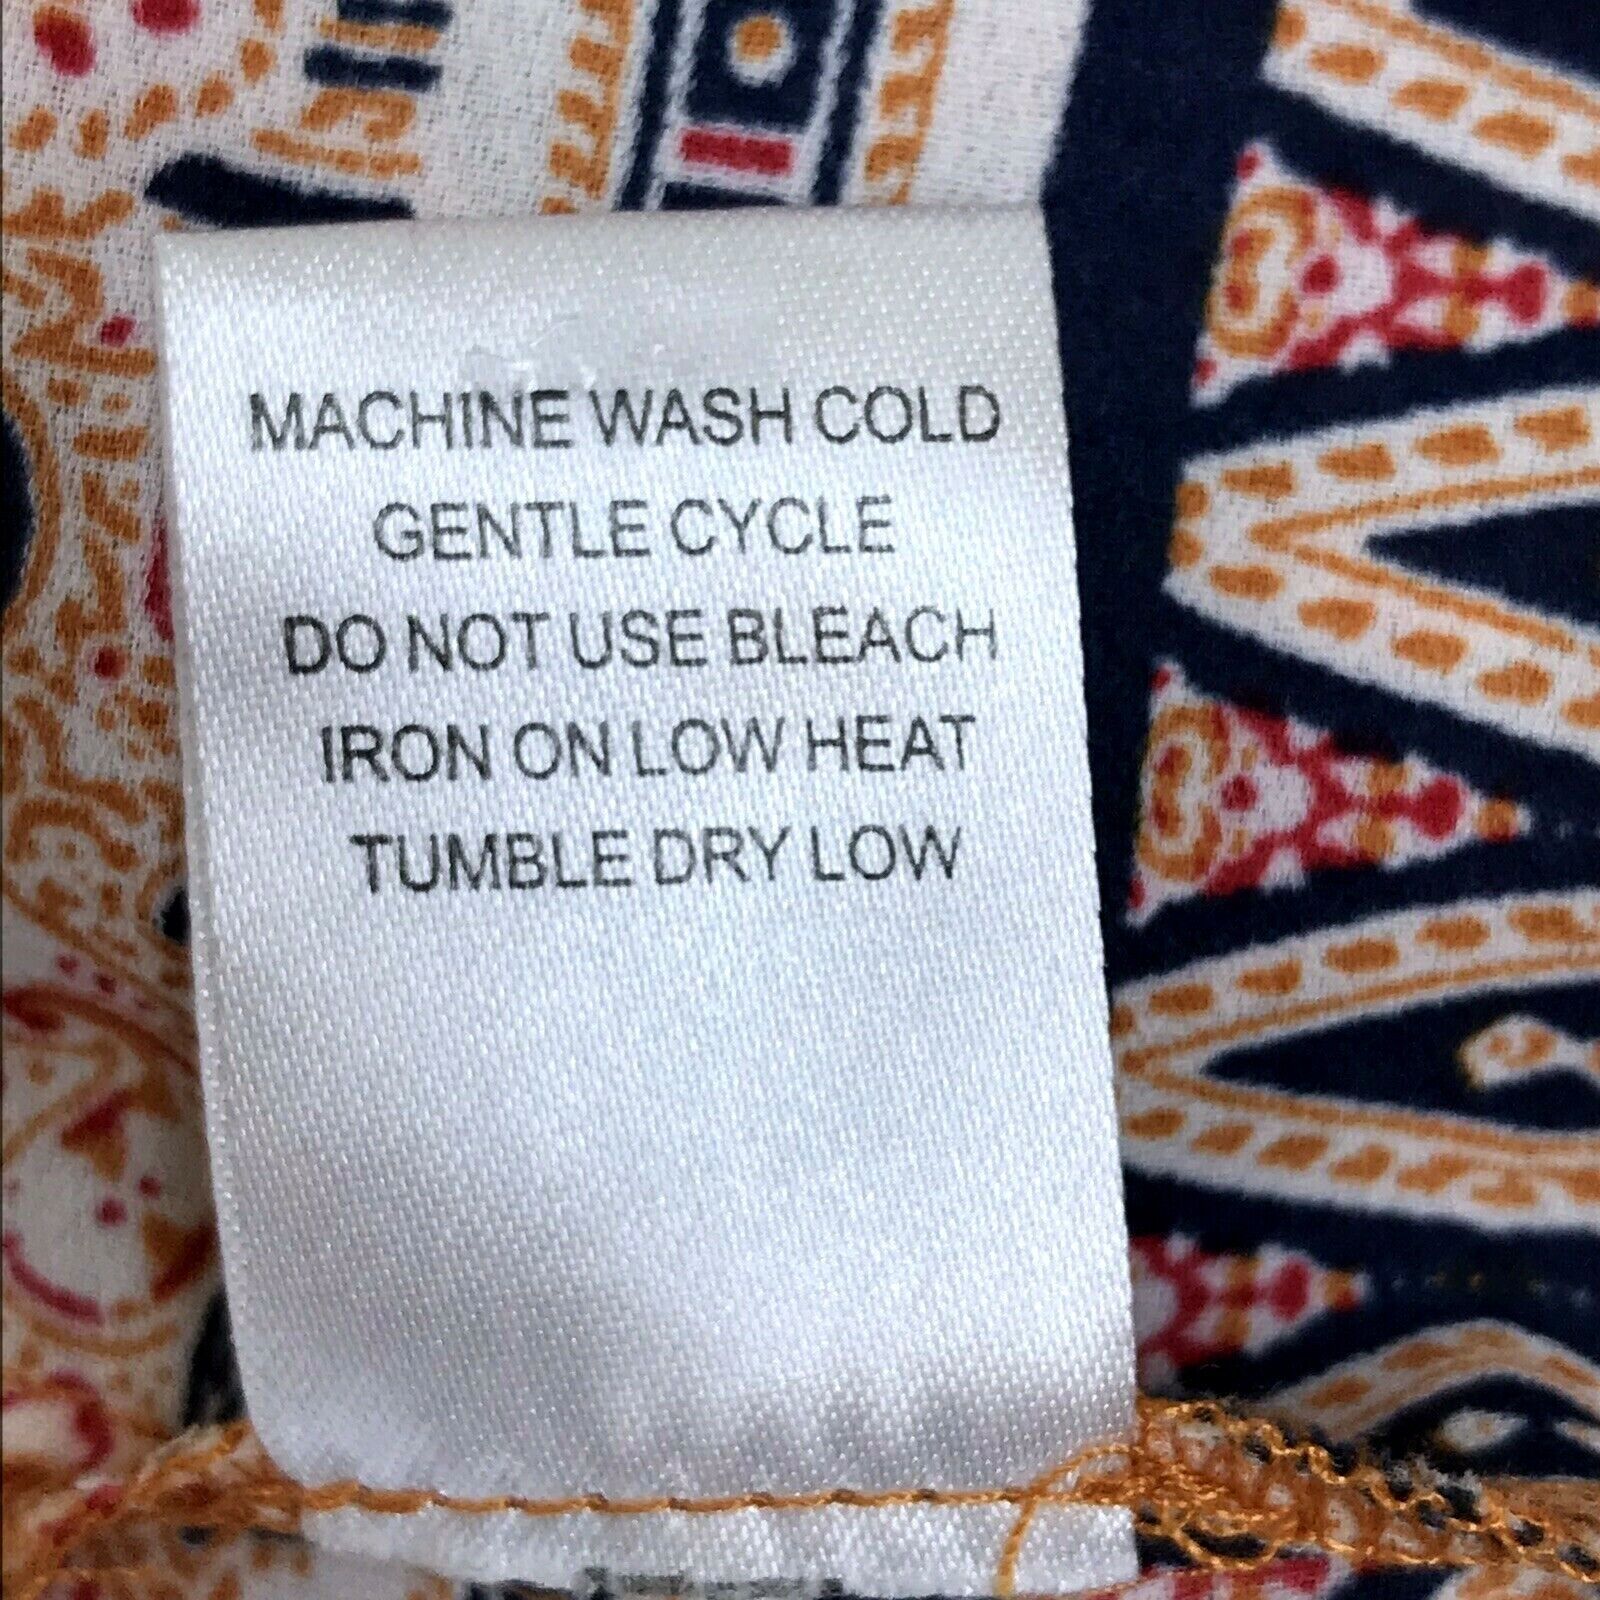 MACHINE WASH COLD
GENTLE CYCLE
DO NOT USE BLEACH
IRON ON LOW HEAT
TUMBLE DRY LOW